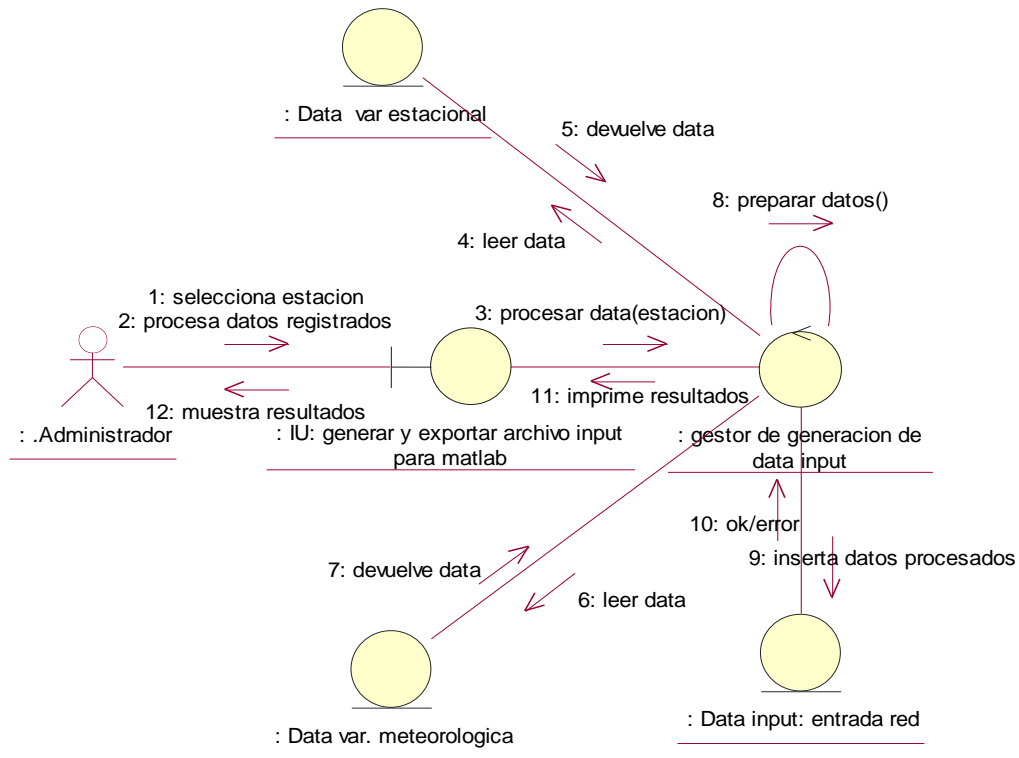 : Data  var estacional
5: devuelve data
8: preparar datos()
4: leer data
1: selecciona estacion
2: procesa datos registrados
3: procesar data(estacion)
12: muestra resultados
11: imprime resultados
: .Administrador
: IU: generar y exportar archivo input
para matlab
: gestor de generacion de
data input
10: ok/error
9: inserta datos procesados
7: devuelve data
6: leer data
: Data var. meteorologica
: Data input: entrada red